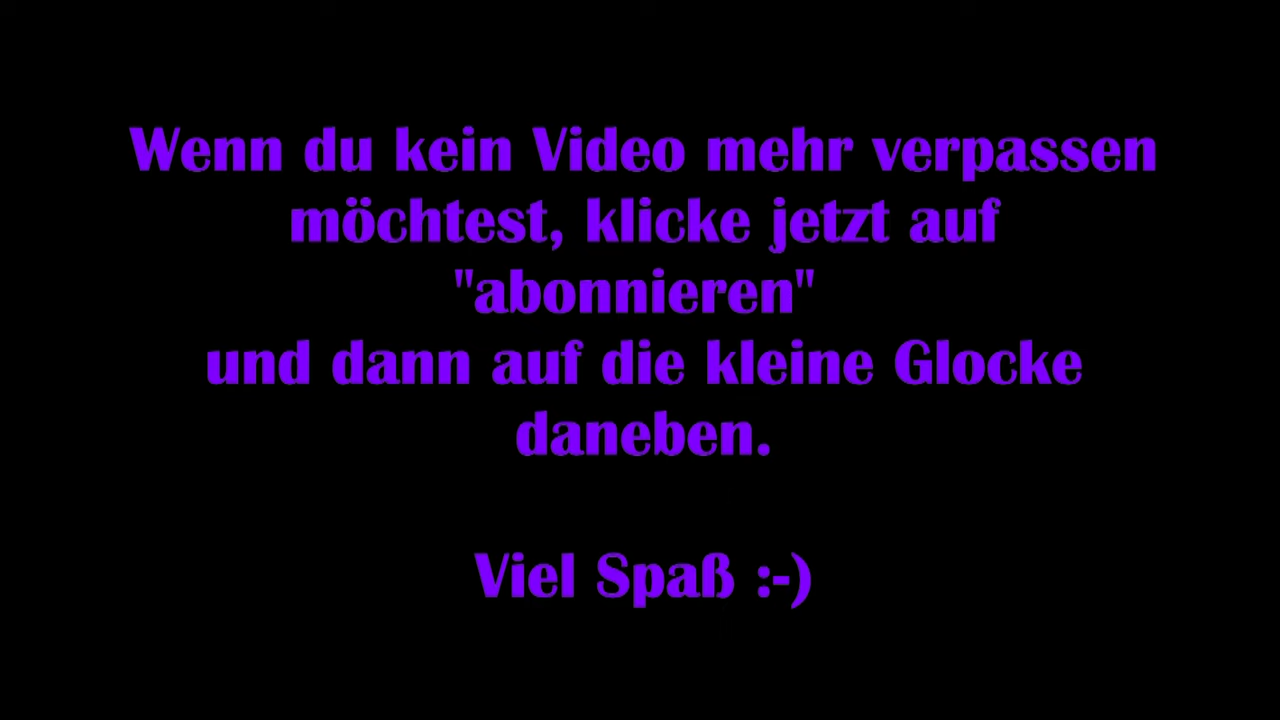 Wenn du kein Video mehr verpassen
möchtest, klicke jetzt auf
"abonnieren"
und dann auf die kleine Glocke
daneben.
Viel Spaß :-)